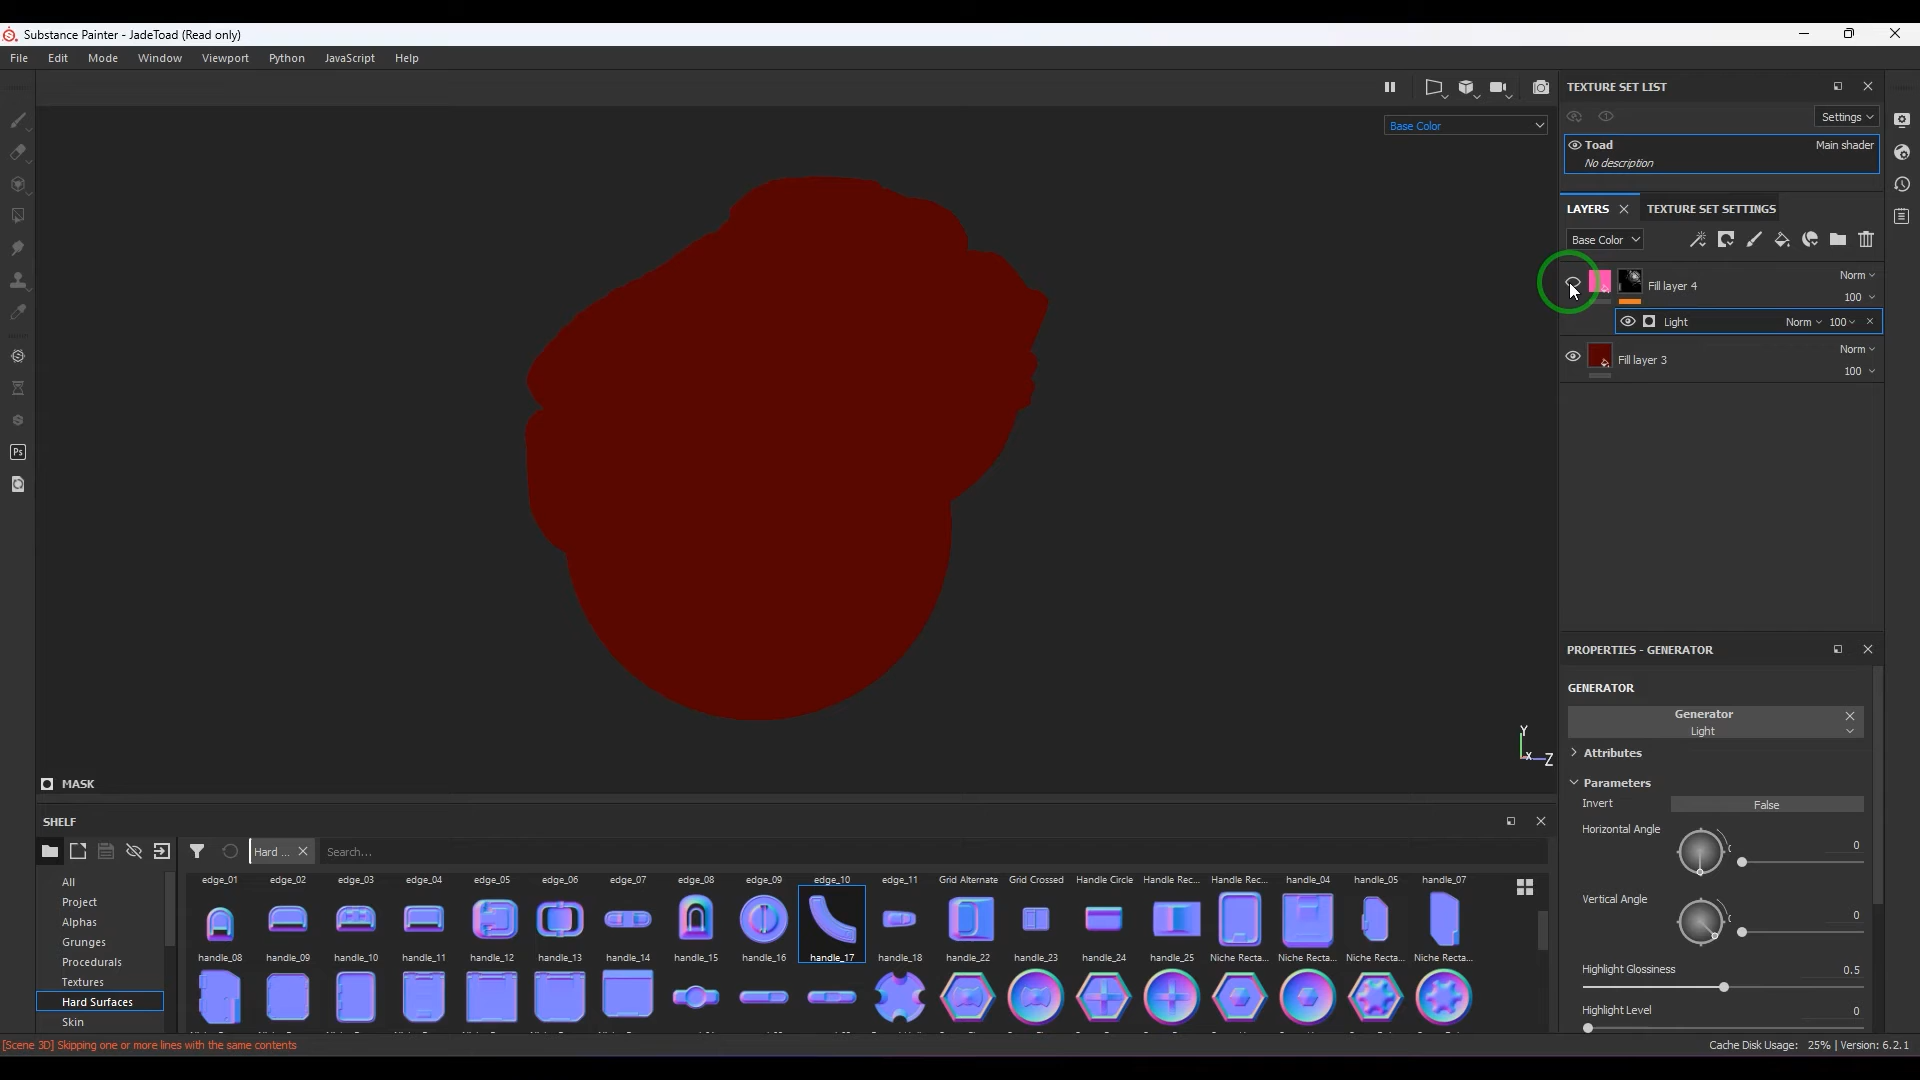 Substance Painter - JadeToad (Read only)
File Edit Mode Window Viewport Python JavaScript Help
TEXTURE SET LIST
Settings
Base Color
Toad Main shader
No description
LAYERS TEXTURE SET SETTINGS
Base Color
Norm
Fill layer 4
100
Light Norm 100
Norm
Fill layer 3
100
PROPERTIES - GENERATOR
GENERATOR
Generator
Light
Y
X
Z
Attributes
MASK
Parameters
Invert False
Horizontal Angle
0
Vertical Angle
0
Highlight Glossiness 0.5
Highlight Level 0
SHELF
Hard ... Search...
All
Project
Alphas
Grunges
Procedurals
Textures
Hard Surfaces
Skin
edge_01 edge_02 edge_03 edge_04 edge_05 edge_06 edge_07 edge_08 edge_09 edge_10 edge_11 Grid Alternate Grid Crossed Handle Circle Handle Rec... Handle Rec... handle_04 handle_05 handle_07
handle_08 handle_09 handle_10 handle_11 handle_12 handle_13 handle_14 handle_15 handle_16 handle_17 handle_18 handle_22 handle_23 handle_24 handle_25 Niche Recta... Niche Recta... Niche Recta... Niche Recta...
Ps
[Scene 3D] Skipping one or more lines with the same contents
Cache Disk Usage: 25% | Version: 6.2.1